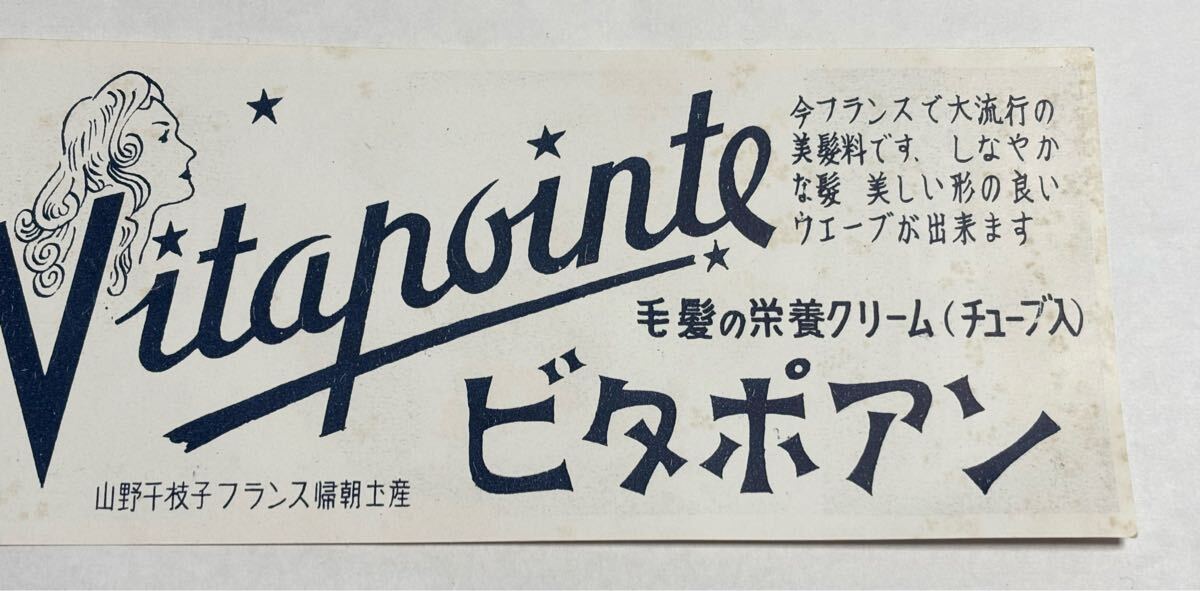 Vitapointe
今フランスで大流行の
美髮料です、しなやか
な髮 美しい形の良い
ウエーブが出来ます
毛髮の栄養クリーム(チューブ入)
ビタポアン
山野千枝子フランス帰朝土産